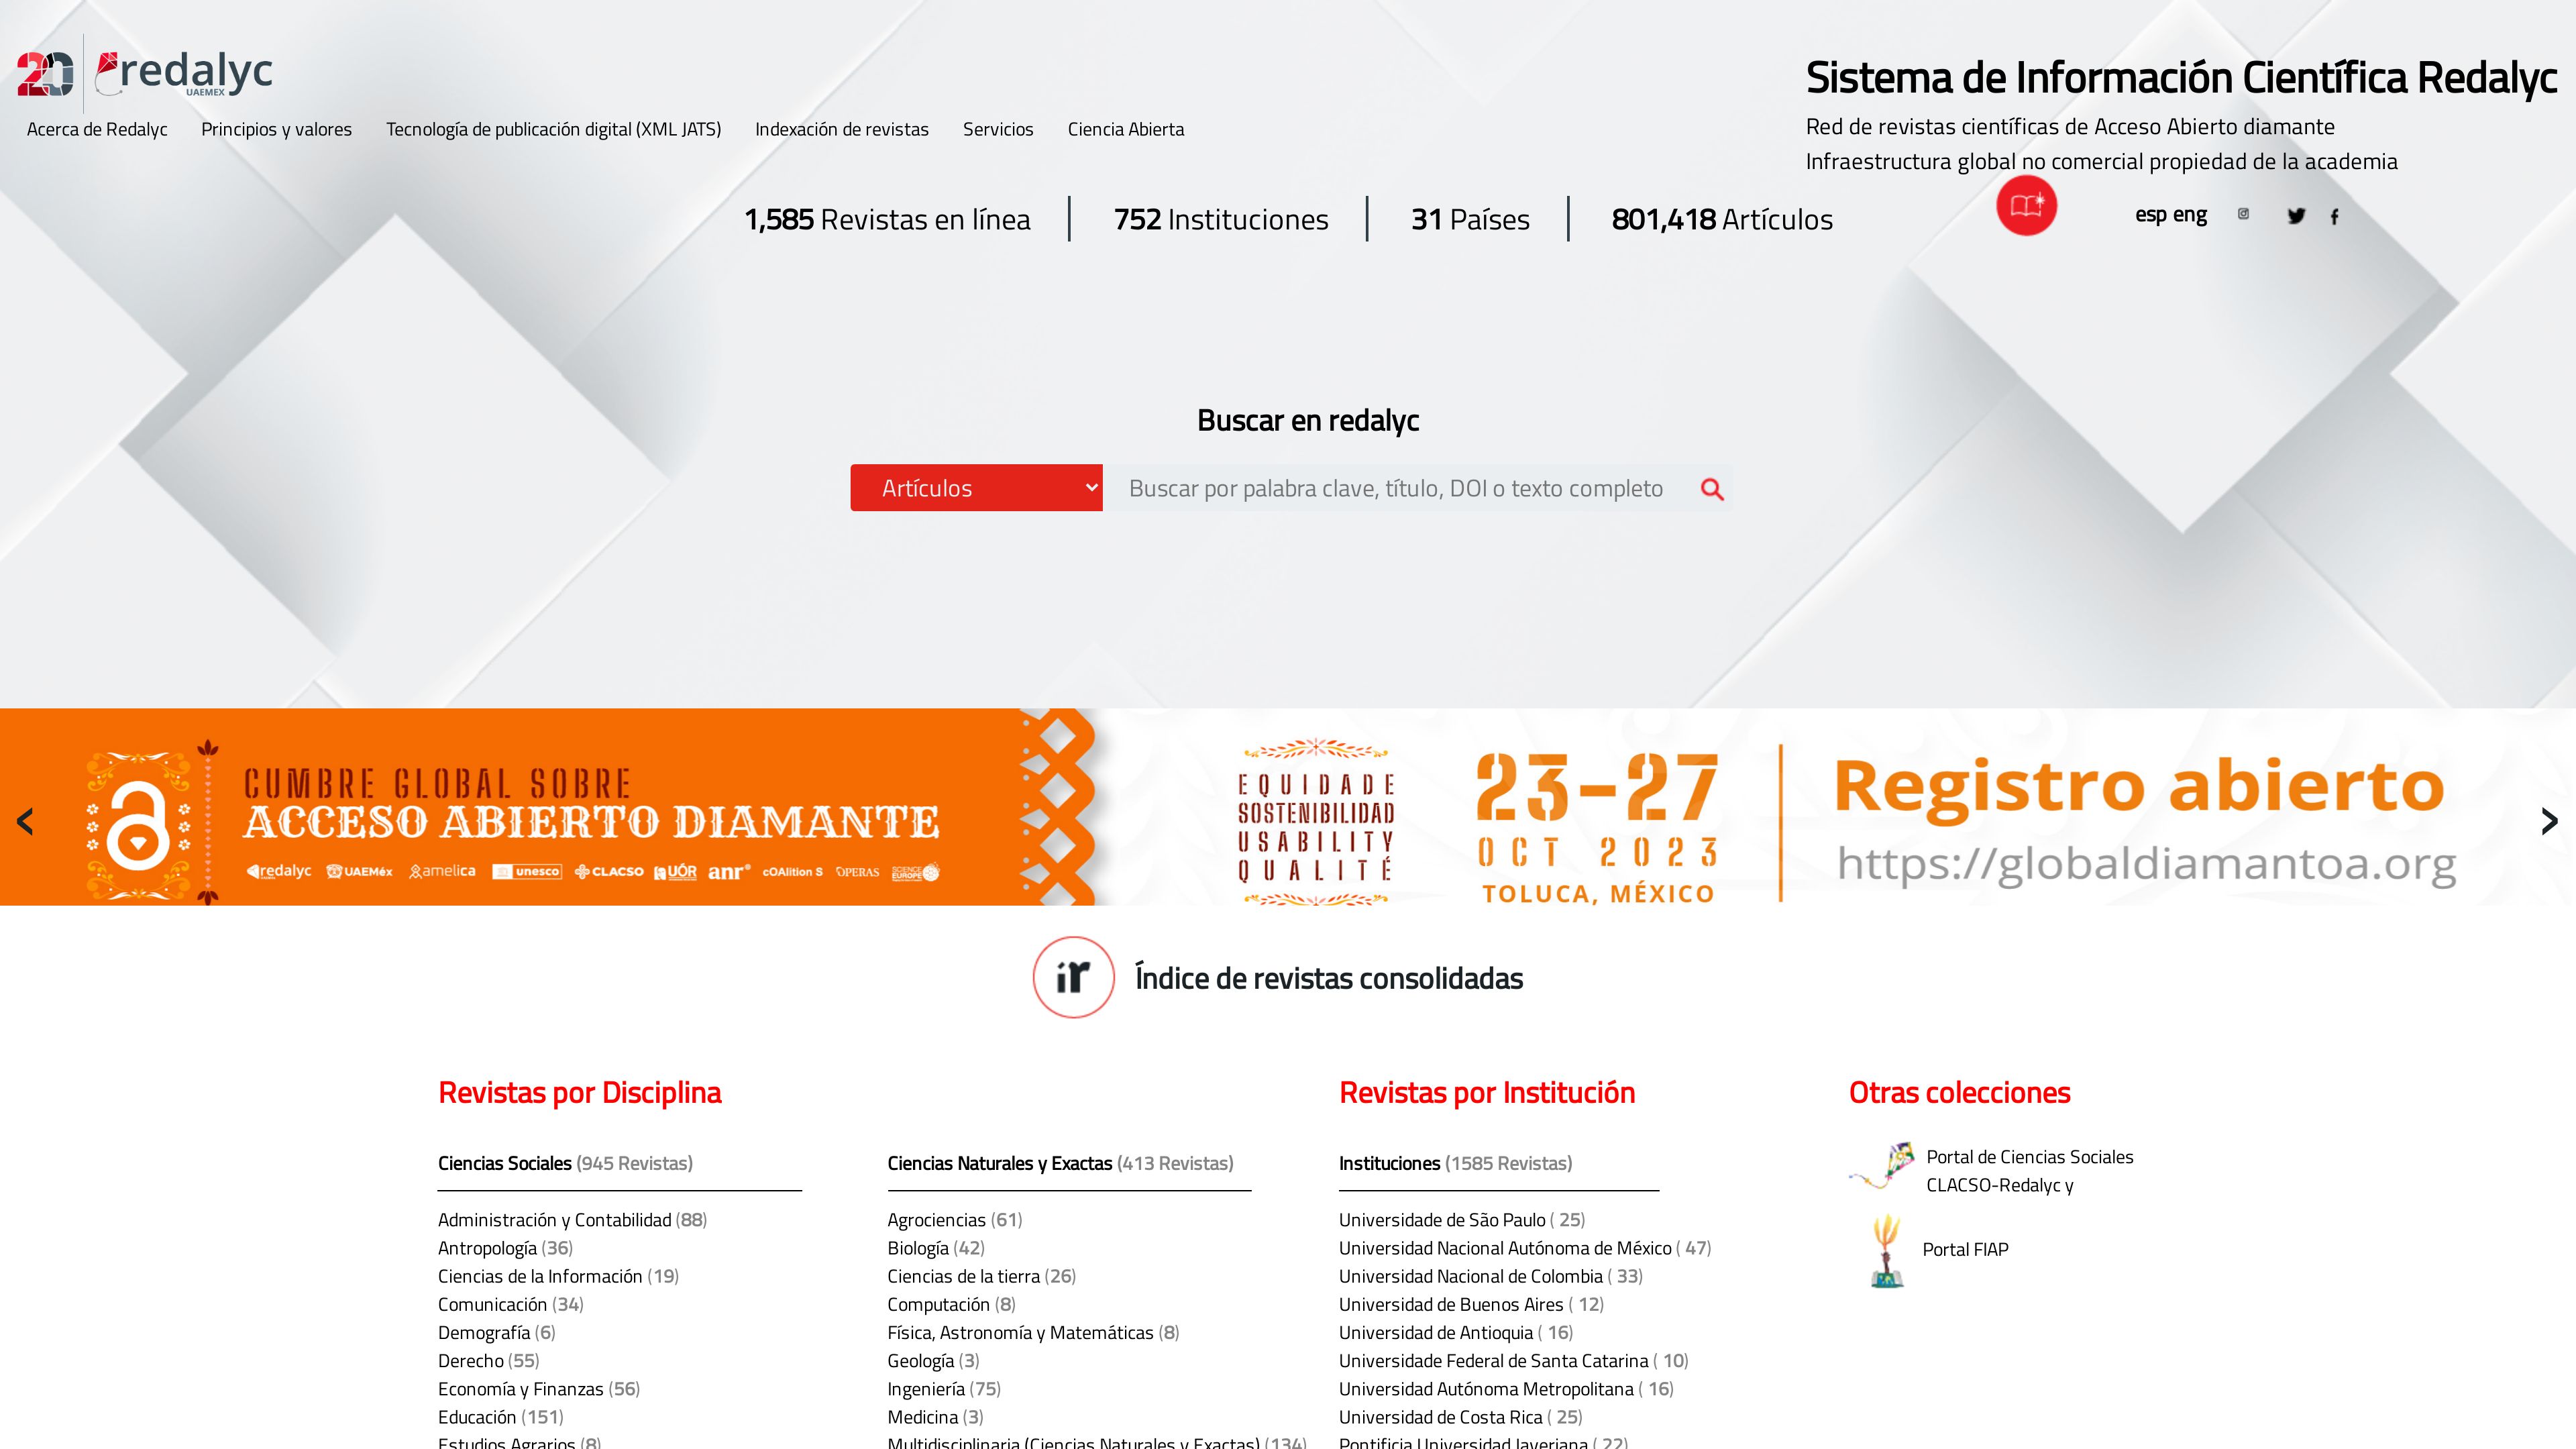 20 redalyc
UAEMEX
Sistema de Información Científica Redalyc
Red de revistas científicas de Acceso Abierto diamante
Infraestructura global no comercial propiedad de la academia
Acerca de Redalyc
Principios y valores
Tecnología de publicación digital (XML JATS)
Indexación de revistas
Servicios
Ciencia Abierta
1,585 Revistas en línea
752 Instituciones
31 Países
801,418 Artículos
esp eng
Buscar en redalyc
Artículos
Buscar por palabra clave, título, DOI o texto completo
CUMBRE GLOBAL SOBRE
ACCESO ABIERTO DIAMANTE
redalyc UAEMéx amelica unesco CLACSO UÓR anr cOAlition S OPERAS SCIENCE EUROPE
EQUIDADE
SOSTENIBILIDAD
USABILITY
QUALITÉ
23-27
OCT 2023
TOLUCA, MÉXICO
Registro abierto
https://globaldiamantoa.org
ir Índice de revistas consolidadas
Revistas por Disciplina
Ciencias Sociales (945 Revistas)
Administración y Contabilidad (88)
Antropología (36)
Ciencias de la Información (19)
Comunicación (34)
Demografía (6)
Derecho (55)
Economía y Finanzas (56)
Educación (151)
Estudios Agrarios (8)
Ciencias Naturales y Exactas (413 Revistas)
Agrociencias (61)
Biología (42)
Ciencias de la tierra (26)
Computación (8)
Física, Astronomía y Matemáticas (8)
Geología (3)
Ingeniería (75)
Medicina (3)
Multidisciplinaria (Ciencias Naturales y Exactas) (134)
Revistas por Institución
Instituciones (1585 Revistas)
Universidade de São Paulo ( 25)
Universidad Nacional Autónoma de México ( 47)
Universidad Nacional de Colombia ( 33)
Universidad de Buenos Aires ( 12)
Universidad de Antioquia ( 16)
Universidade Federal de Santa Catarina ( 10)
Universidad Autónoma Metropolitana ( 16)
Universidad de Costa Rica ( 25)
Pontificia Universidad Javeriana ( 22)
Otras colecciones
Portal de Ciencias Sociales
CLACSO-Redalyc y
Portal FIAP